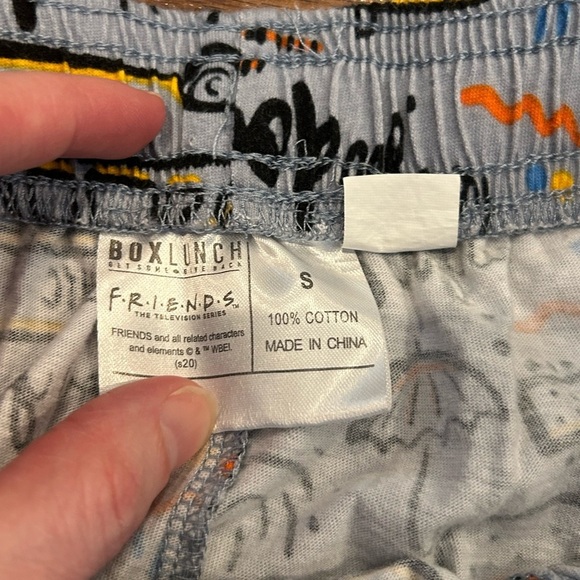 BOXLUNCH
GET SOME • GIVE BACK
F·R·I·E·N·D·S™
THE TELEVISION SERIES
FRIENDS and all related characters
and elements © & ™ WBEI.
(s20)
S
100% COTTON
MADE IN CHINA